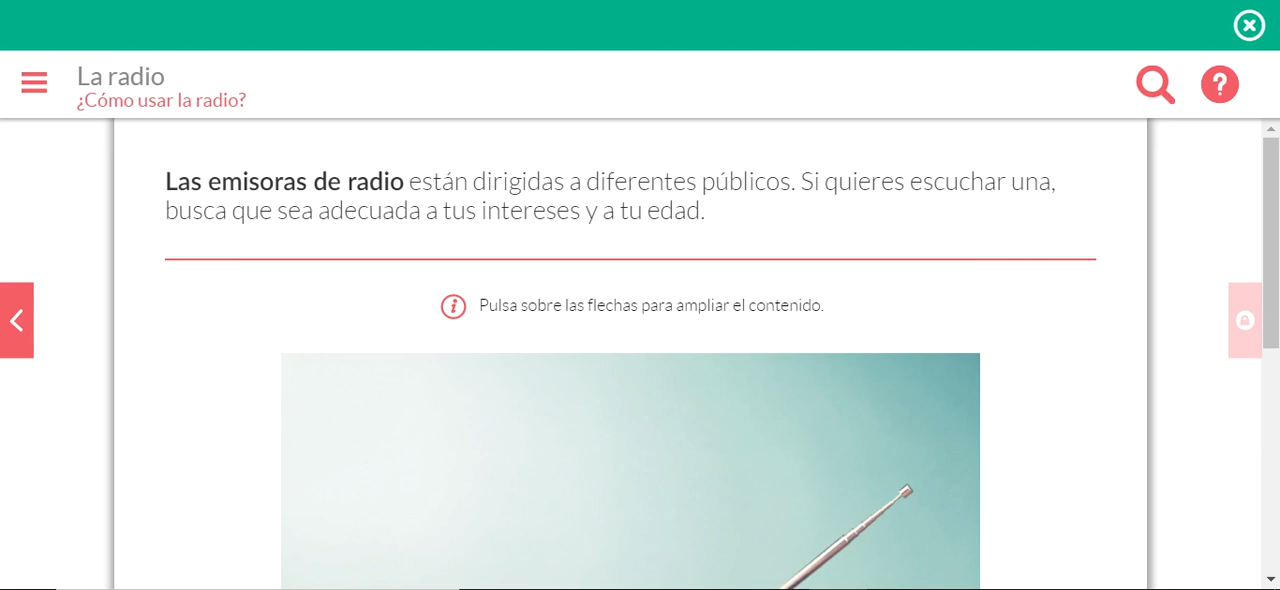 La radio
¿Cómo usar la radio?
Las emisoras de radio están dirigidas a diferentes públicos. Si quieres escuchar una,
busca que sea adecuada a tus intereses y a tu edad.
Pulsa sobre las flechas para ampliar el contenido.